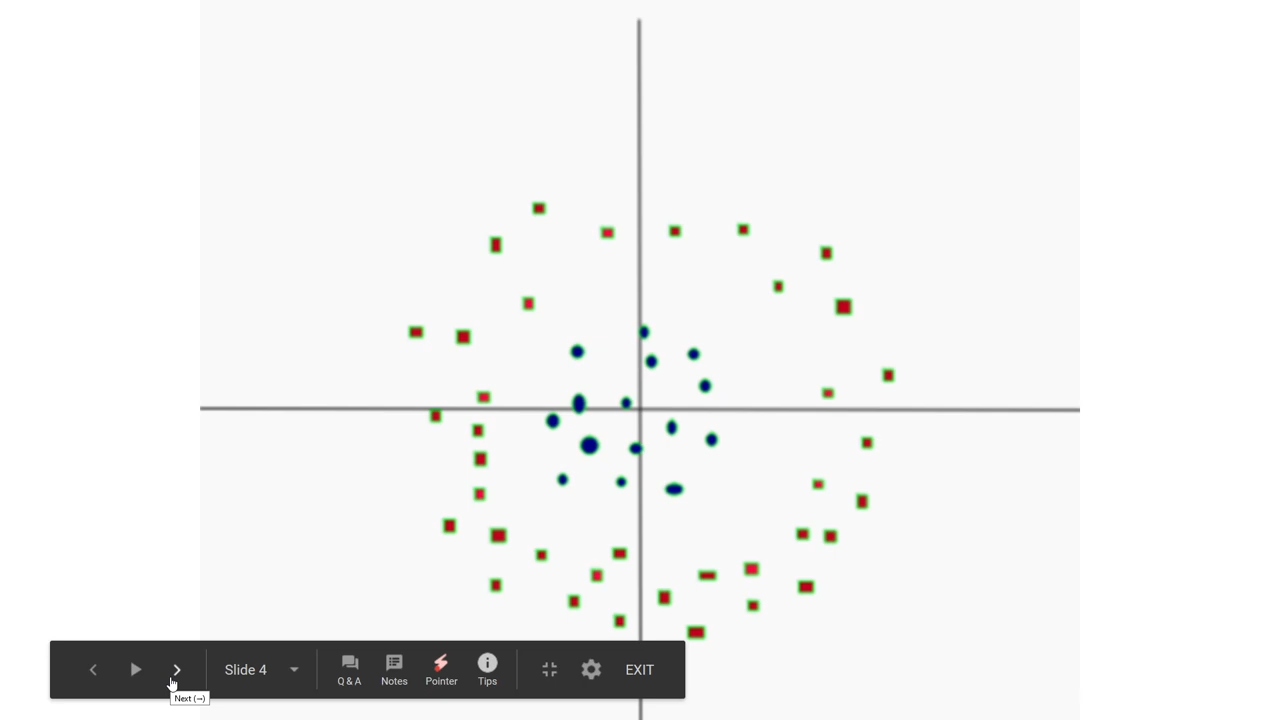 Slide 4
Q & A
Notes
Pointer
Tips
EXIT
Next (→)